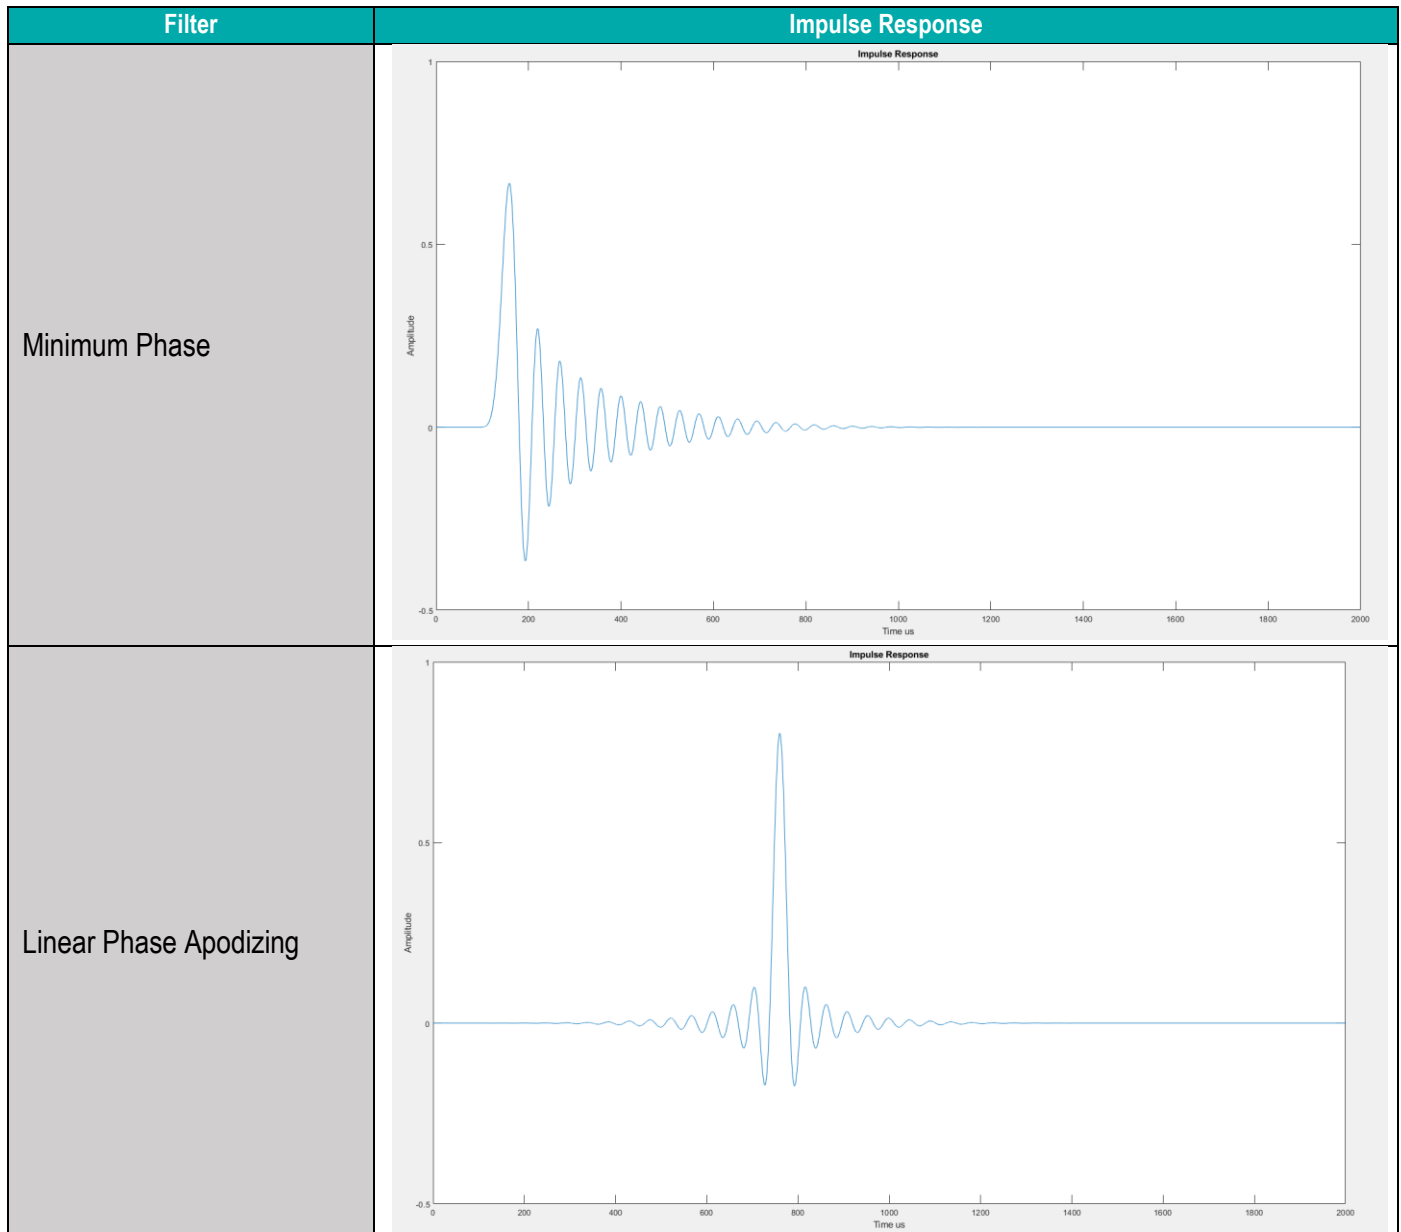 Filter Impulse Response
Minimum Phase
Impulse Response
1
0.5
0
-0.5
Amplitude
0 200 400 600 800 1000 1200 1400 1600 1800 2000
Time us
Linear Phase Apodizing
Impulse Response
1
0.5
0
-0.5
Amplitude
0 200 400 600 800 1000 1200 1400 1600 1800 2000
Time us